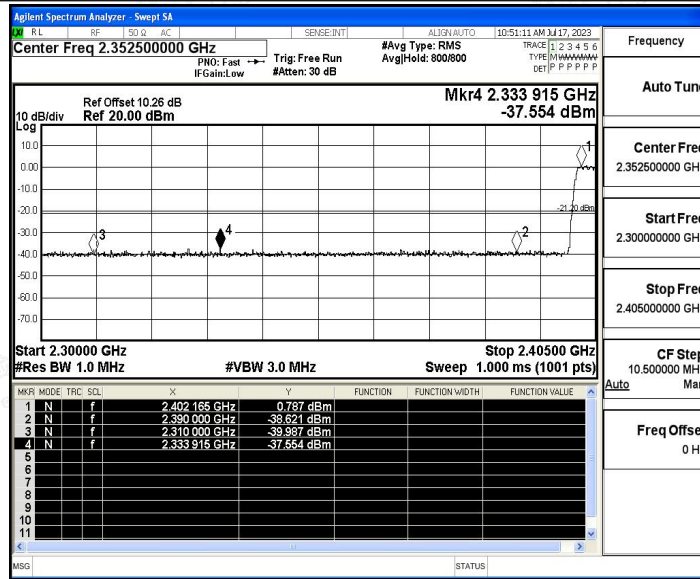 Agilent Spectrum Analyzer - Swept SA
RL RF 50 Ω AC SENSE:INT ALIGNAUTO 10:51:11 AM Jul 17, 2023
Center Freq 2.352500000 GHz #Avg Type: RMS TRACE 1 2 3 4 5 6
PNO: Fast Trig: Free Run Avg|Hold: 800/800 TYPE M
IFGain:Low #Atten: 30 dB DET P P P P P P
Ref Offset 10.26 dB Mkr4 2.333 915 GHz
10 dB/div Ref 20.00 dBm -37.554 dBm
Log
10.0
1
0.00
-10.0
-20.0
-21.20 dBm
-30.0
3 4 2
-40.0
-50.0
-60.0
-70.0
Start 2.30000 GHz Stop 2.40500 GHz
#Res BW 1.0 MHz #VBW 3.0 MHz Sweep 1.000 ms (1001 pts)
MKR MODE TRC SCL X Y FUNCTION FUNCTION WIDTH FUNCTION VALUE
1 N f 2.402 165 GHz 0.787 dBm
2 N f 2.390 000 GHz -38.621 dBm
3 N f 2.310 000 GHz -39.987 dBm
4 N f 2.333 915 GHz -37.554 dBm
5
6
7
8
9
10
11
MSG STATUS
Frequency
Auto Tune
Center Freq
2.352500000 GH
Start Freq
2.300000000 GH
Stop Freq
2.405000000 GH
CF Step
10.500000 MH
Auto Man
Freq Offse
0 H